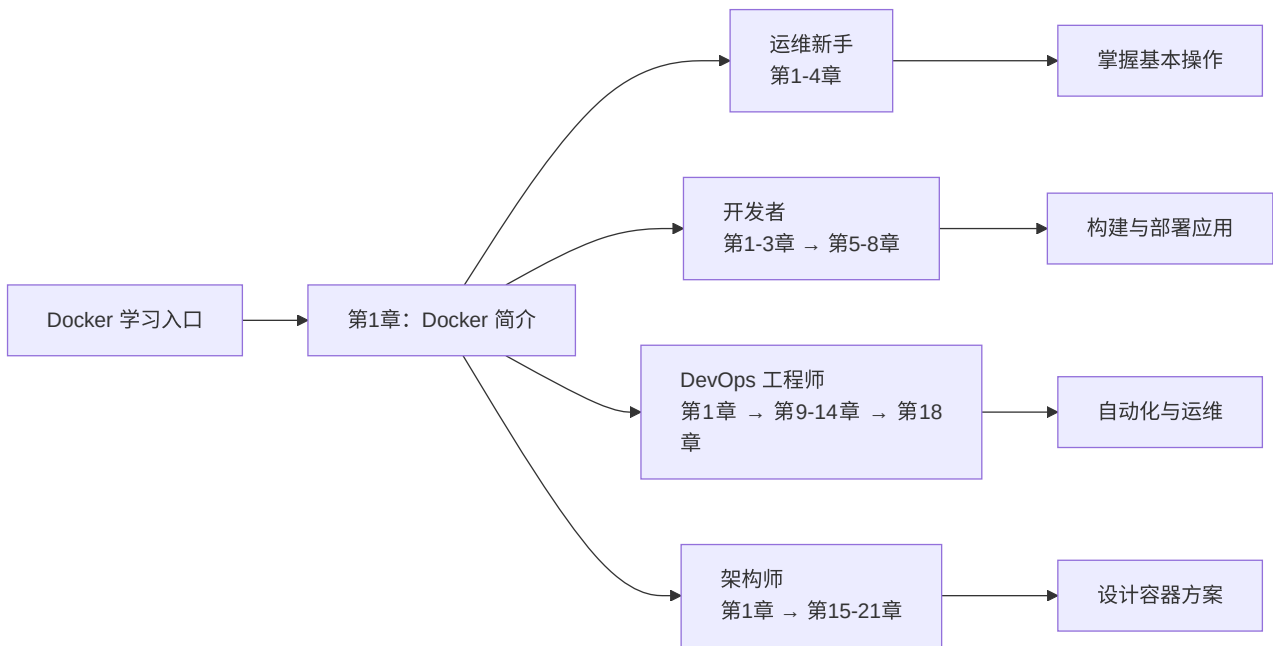 Docker 学习入口
第1章：Docker 简介
运维新手
第1-4章
掌握基本操作
开发者
第1-3章 → 第5-8章
构建与部署应用
DevOps 工程师
第1章 → 第9-14章 → 第18
章
自动化与运维
架构师
第1章 → 第15-21章
设计容器方案